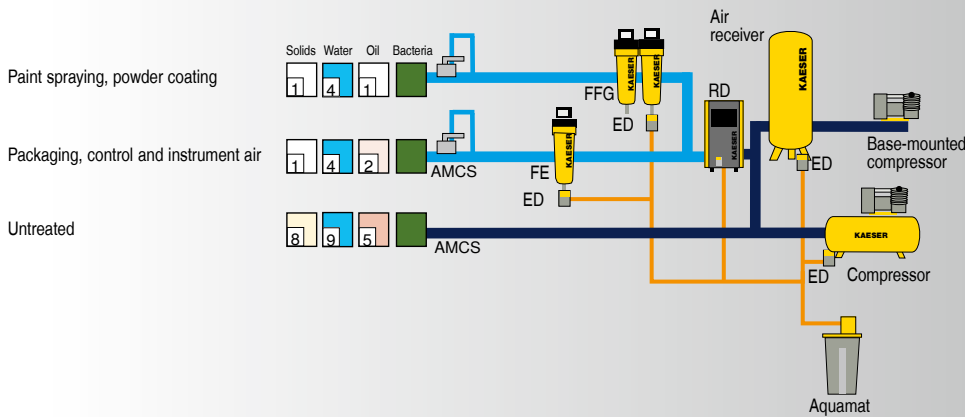 Air
receiver
Solids Water Oil Bacteria
KAESER
KAESER
KAESER
Paint spraying, powder coating
1 4 1
FFG
RD
ED
KAESER
Base-mounted
compressor
Packaging, control and instrument air
1 4 2
AMCS
KAESER
FE
ED
ED
Untreated
8 9 5
AMCS
KAESER
ED
Compressor
Aquamat